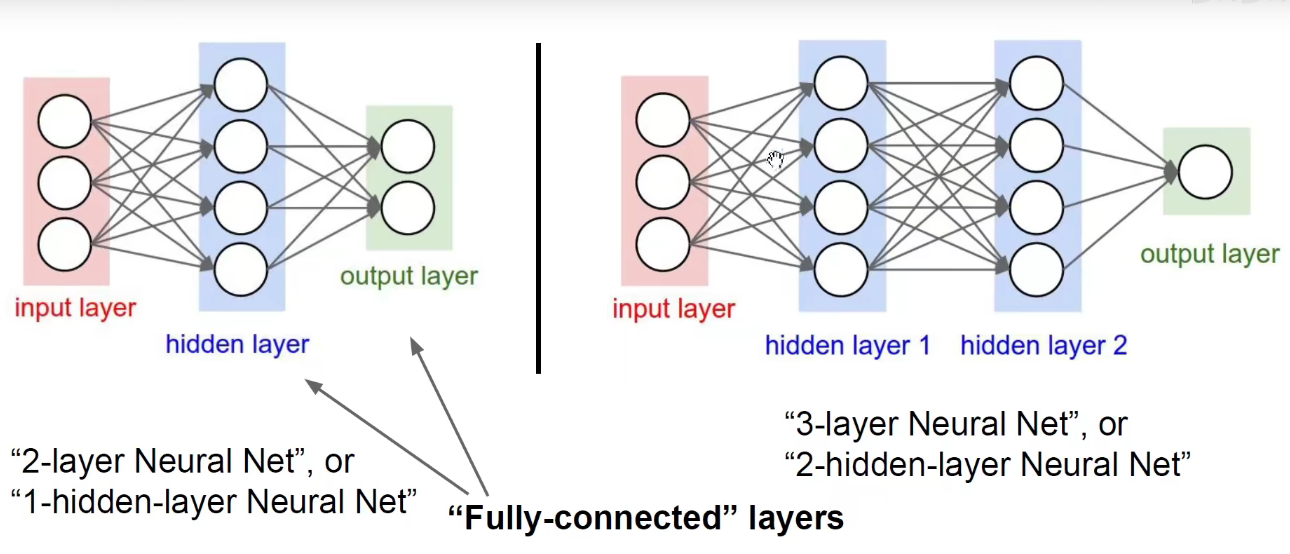 input layer
hidden layer
output layer
"2-layer Neural Net", or
"1-hidden-layer Neural Net"
"Fully-connected" layers
input layer
hidden layer 1
hidden layer 2
output layer
"3-layer Neural Net", or
"2-hidden-layer Neural Net"